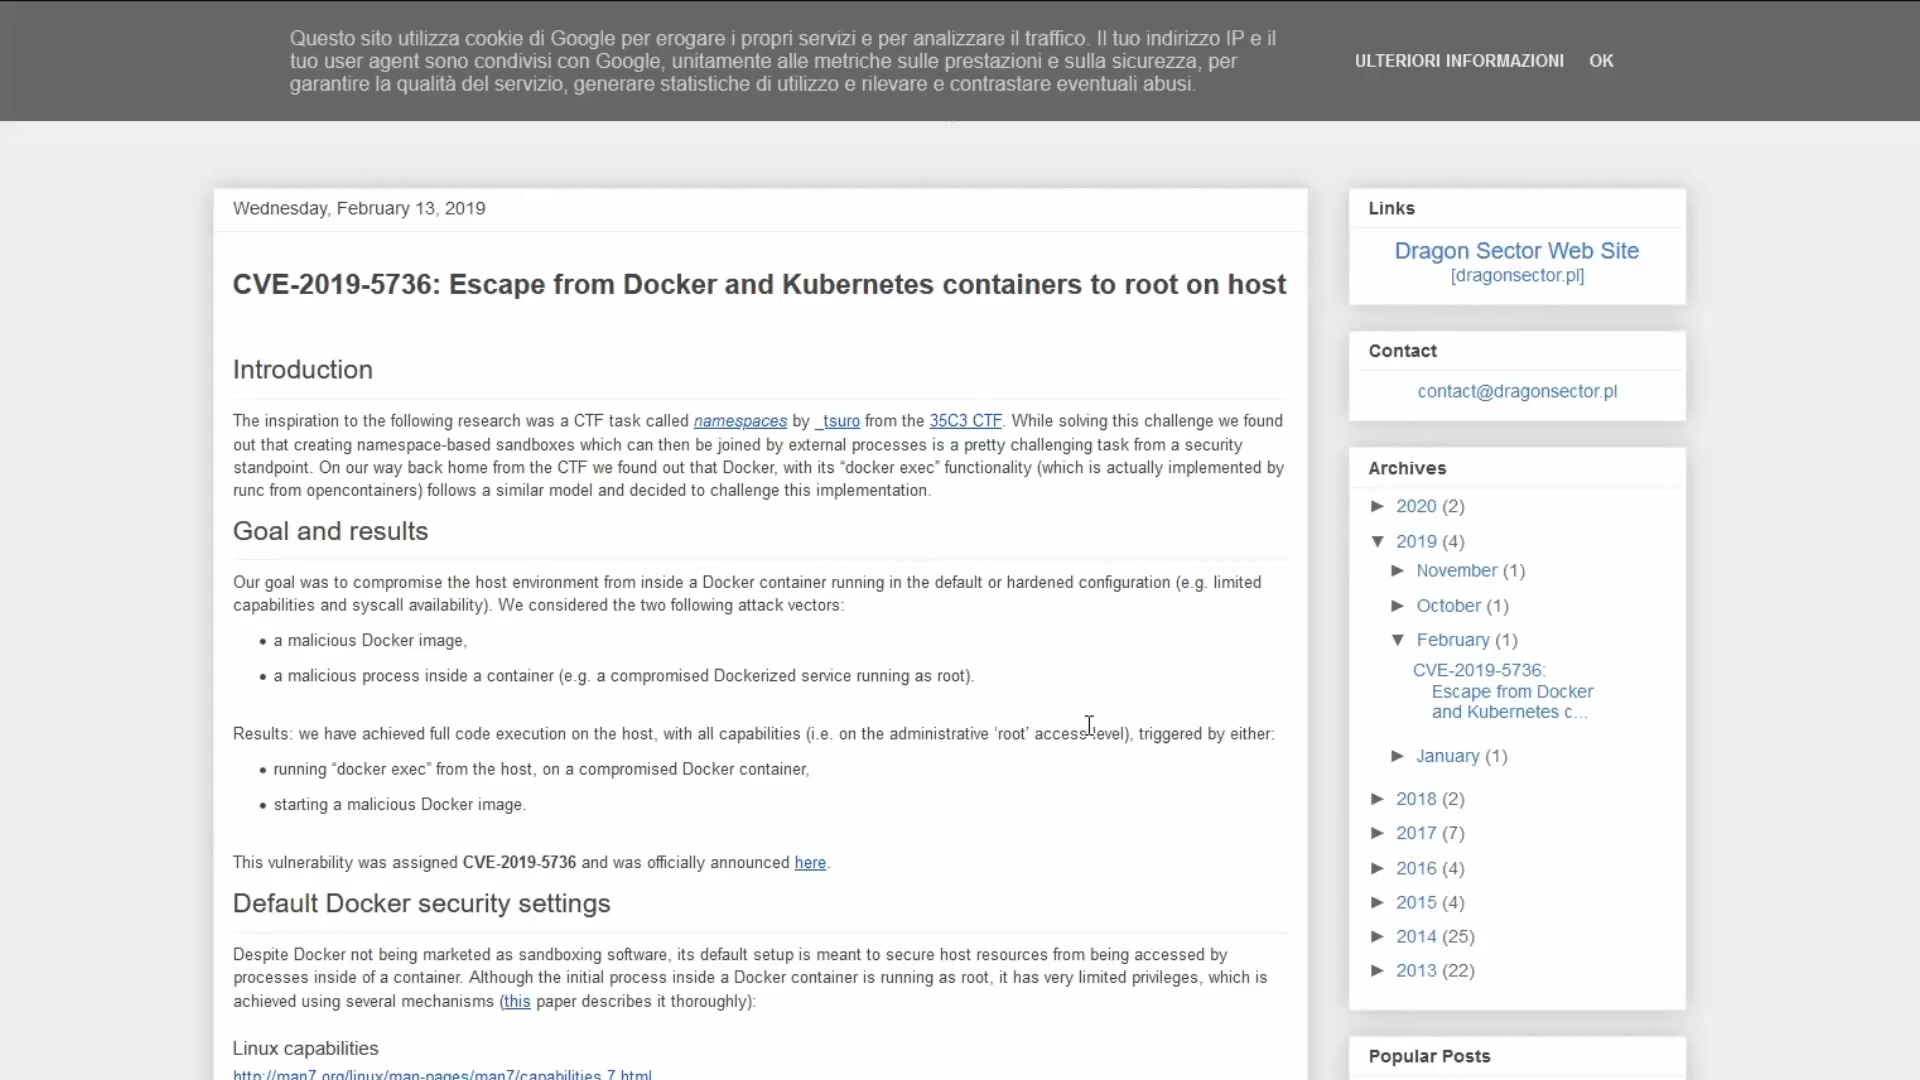 Questo sito utilizza cookie di Google per erogare i propri servizi e per analizzare il traffico. Il tuo indirizzo IP e il
tuo user agent sono condivisi con Google, unitamente alle metriche sulle prestazioni e sulla sicurezza, per
garantire la qualità del servizio, generare statistiche di utilizzo e rilevare e contrastare eventuali abusi.
ULTERIORI INFORMAZIONI OK
Wednesday, February 13, 2019
CVE-2019-5736: Escape from Docker and Kubernetes containers to root on host
Introduction
The inspiration to the following research was a CTF task called namespaces by _tsuro from the 35C3 CTF. While solving this challenge we found
out that creating namespace-based sandboxes which can then be joined by external processes is a pretty challenging task from a security
standpoint. On our way back home from the CTF we found out that Docker, with its “docker exec” functionality (which is actually implemented by
runc from opencontainers) follows a similar model and decided to challenge this implementation.
Goal and results
Our goal was to compromise the host environment from inside a Docker container running in the default or hardened configuration (e.g. limited
capabilities and syscall availability). We considered the two following attack vectors:
• a malicious Docker image,
• a malicious process inside a container (e.g. a compromised Dockerized service running as root).
Results: we have achieved full code execution on the host, with all capabilities (i.e. on the administrative ‘root’ access level), triggered by either:
• running “docker exec” from the host, on a compromised Docker container,
• starting a malicious Docker image.
This vulnerability was assigned CVE-2019-5736 and was officially announced here.
Default Docker security settings
Despite Docker not being marketed as sandboxing software, its default setup is meant to secure host resources from being accessed by
processes inside of a container. Although the initial process inside a Docker container is running as root, it has very limited privileges, which is
achieved using several mechanisms (this paper describes it thoroughly):
Linux capabilities
http://man7.org/linux/man-pages/man7/capabilities.7.html
Links
Dragon Sector Web Site
[dragonsector.pl]
Contact
contact@dragonsector.pl
Archives
► 2020 (2)
▼ 2019 (4)
► November (1)
► October (1)
▼ February (1)
CVE-2019-5736:
Escape from Docker
and Kubernetes c...
► January (1)
► 2018 (2)
► 2017 (7)
► 2016 (4)
► 2015 (4)
► 2014 (25)
► 2013 (22)
Popular Posts